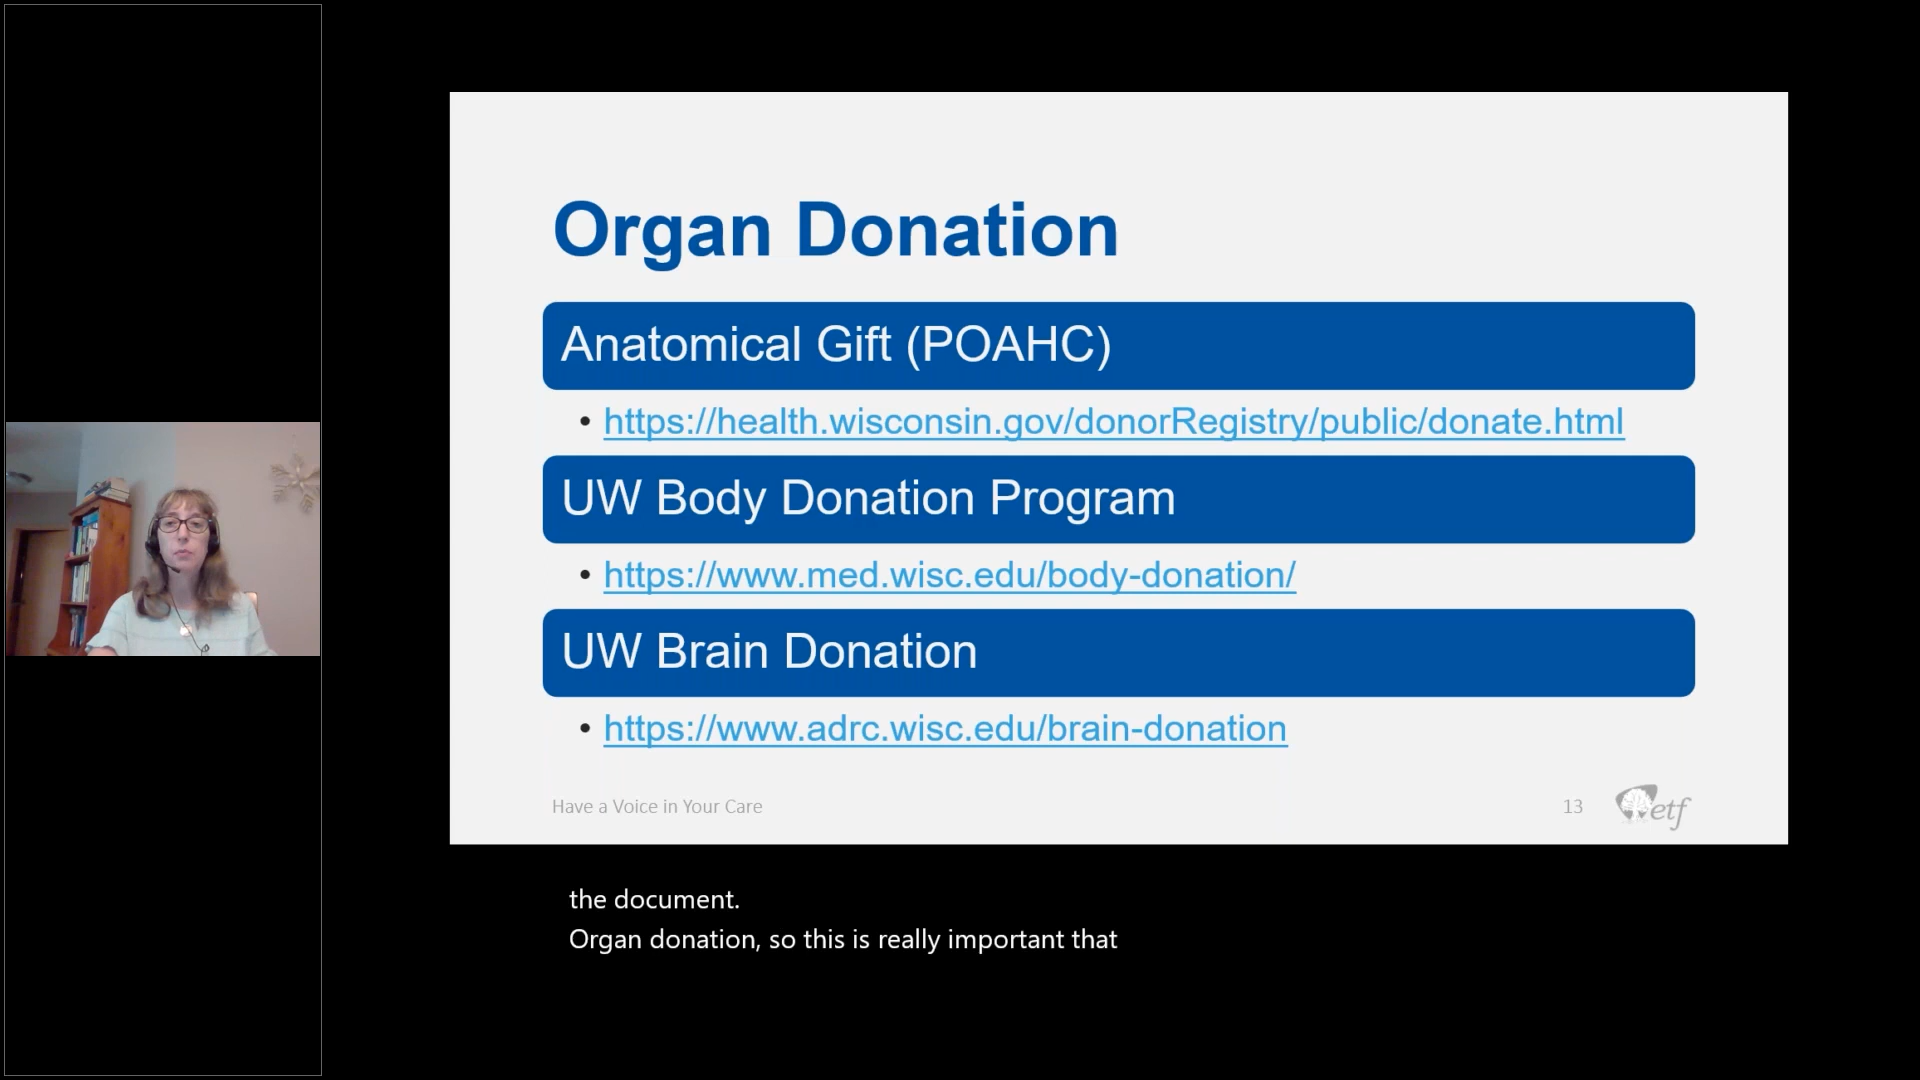 Organ Donation
Anatomical Gift (POAHC)
• https://health.wisconsin.gov/donorRegistry/public/donate.html
UW Body Donation Program
• https://www.med.wisc.edu/body-donation/
UW Brain Donation
• https://www.adrc.wisc.edu/brain-donation
Have a Voice in Your Care
13
etf
the document.
Organ donation, so this is really important that